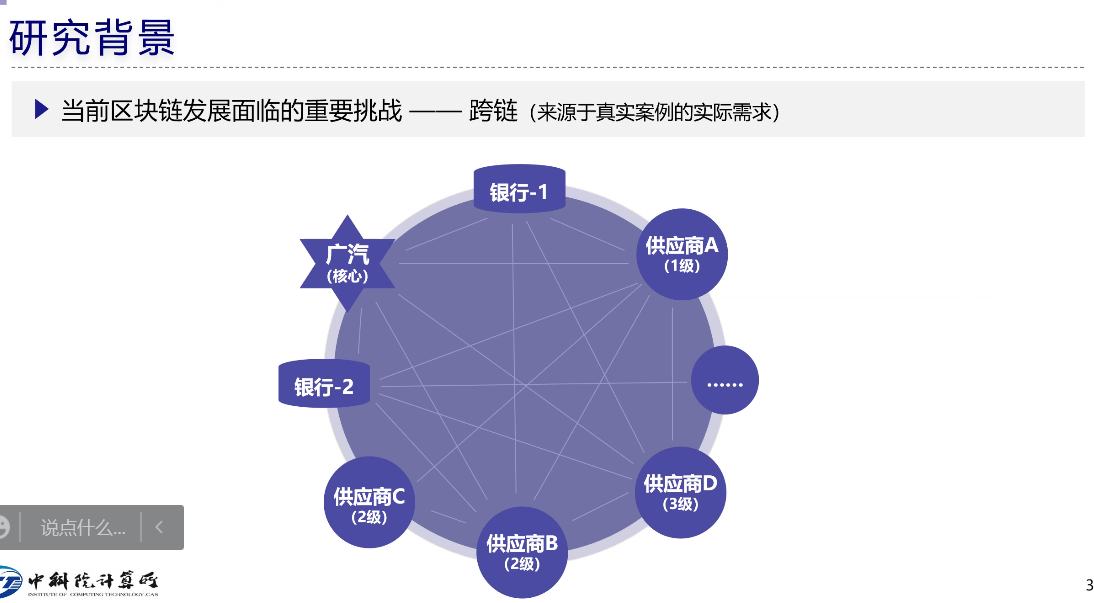 研究背景
当前区块链发展面临的重要挑战 —— 跨链（来源于真实案例的实际需求）
银行-1
广汽
（核心）
供应商A
（1级）
银行-2
……
供应商C
（2级）
供应商D
（3级）
供应商B
（2级）
说点什么...
中科院计算所
INSTITUTE OF COMPUTING TECHNOLOGY,CAS
3